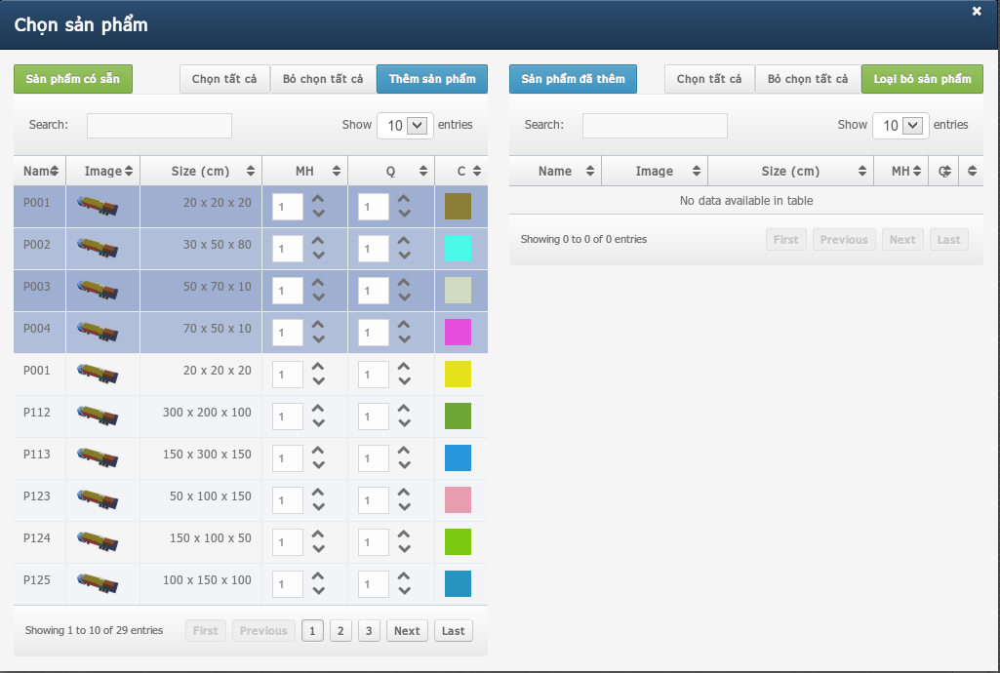 Chọn sản phẩm
Sản phẩm có sẵn Chọn tất cả Bỏ chọn tất cả Thêm sản phẩm
Search: Show 10 entries
Name Image Size (cm) MH Q C
P001 20 x 20 x 20 1 1
P002 30 x 50 x 80 1 1
P003 50 x 70 x 10 1 1
P004 70 x 50 x 10 1 1
P001 20 x 20 x 20 1 1
P112 300 x 200 x 100 1 1
P113 150 x 300 x 150 1 1
P123 50 x 100 x 150 1 1
P124 150 x 100 x 50 1 1
P125 100 x 150 x 100 1 1
Showing 1 to 10 of 29 entries First Previous 1 2 3 Next Last
Sản phẩm đã thêm Chọn tất cả Bỏ chọn tất cả Loại bỏ sản phẩm
Search: Show 10 entries
Name Image Size (cm) MH Q
No data available in table
Showing 0 to 0 of 0 entries First Previous Next Last